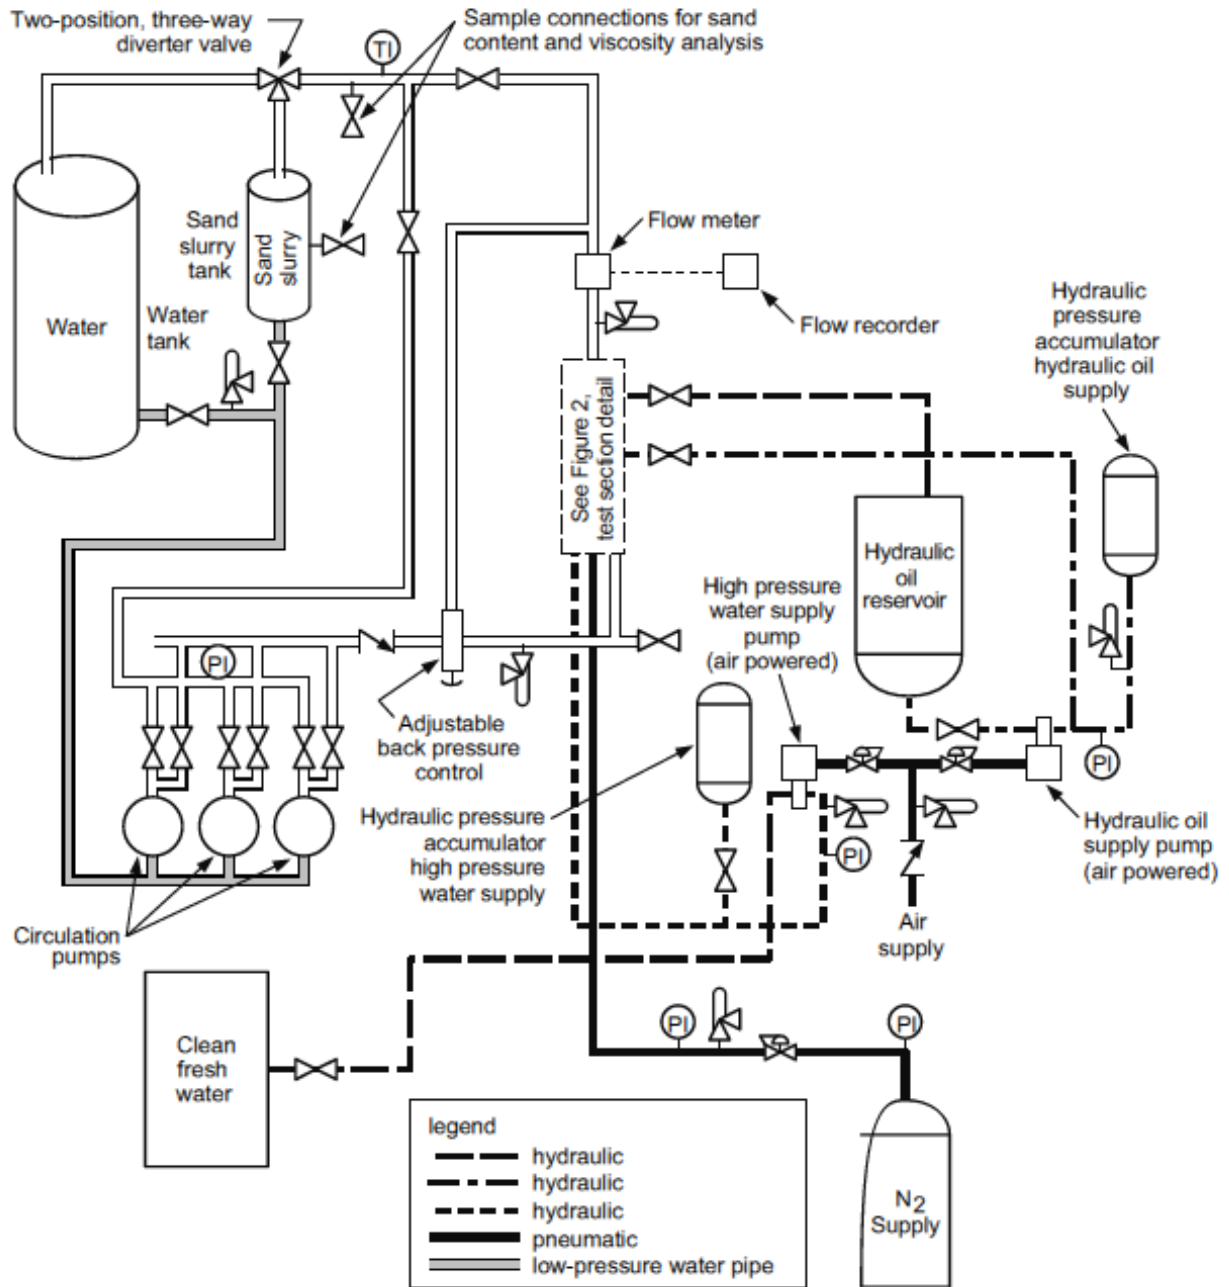 Two-position, three-way
diverter valve
Sample connections for sand
content and viscosity analysis
TI
Sand
slurry
tank
Sand
slurry
Flow meter
Flow recorder
Hydraulic
pressure
accumulator
hydraulic oil
supply
Water
Water
tank
See Figure 2,
test section detail
Hydraulic
oil
reservoir
High pressure
water supply
pump
(air powered)
PI
Adjustable
back pressure
control
PI
Hydraulic pressure
accumulator
high pressure
water supply
PI
Hydraulic oil
supply pump
(air powered)
Air
supply
Circulation
pumps
Clean
fresh
water
PI
PI
legend
hydraulic
hydraulic
hydraulic
pneumatic
low-pressure water pipe
N2
Supply